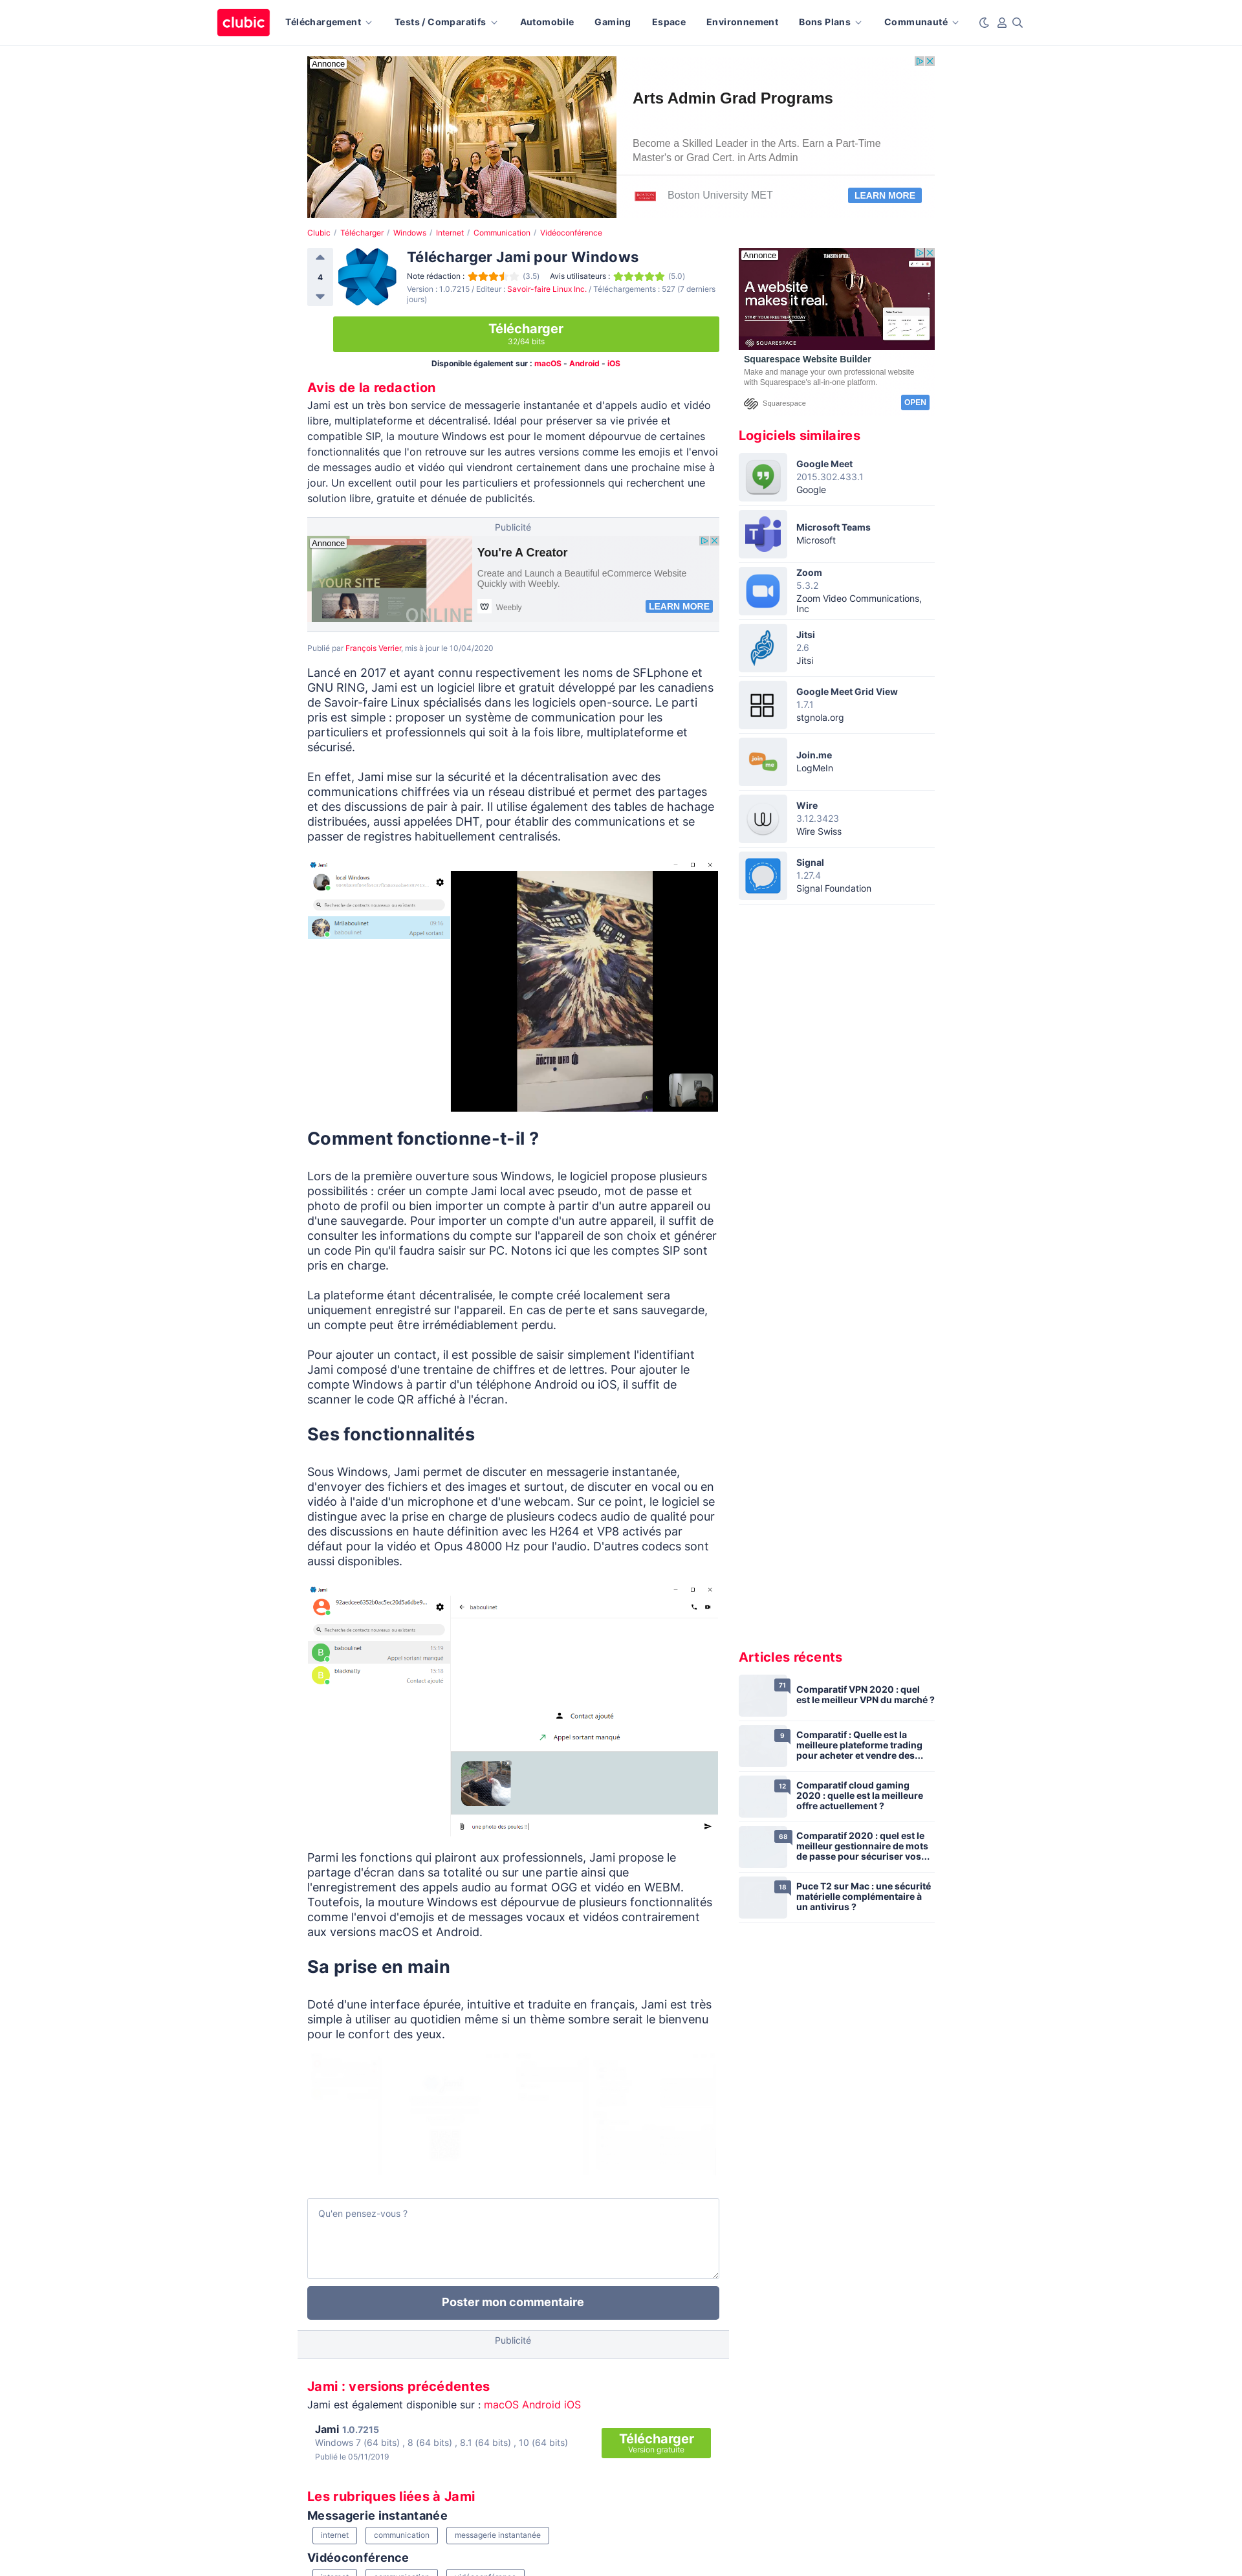 clubic
Téléchargement
Tests / Comparatifs
Automobile
Gaming
Espace
Environnement
Bons Plans
Communauté
Annonce
Arts Admin Grad Programs
Become a Skilled Leader in the Arts. Earn a Part-Time
Master's or Grad Cert. in Arts Admin
Boston University MET
LEARN MORE
Clubic / Télécharger / Windows / Internet / Communication / Vidéoconférence
4
Télécharger Jami pour Windows
Note rédaction : (3.5) Avis utilisateurs : (5.0)
Version : 1.0.7215 / Editeur : Savoir-faire Linux Inc. / Téléchargements : 527 (7 derniers
jours)
Télécharger
32/64 bits
Disponible également sur : macOS - Android - iOS
Avis de la redaction
Jami est un très bon service de messagerie instantanée et d'appels audio et vidéo
libre, multiplateforme et décentralisé. Idéal pour préserver sa vie privée et
compatible SIP, la mouture Windows est pour le moment dépourvue de certaines
fonctionnalités que l'on retrouve sur les autres versions comme les emojis et l'envoi
de messages audio et vidéo qui viendront certainement dans une prochaine mise à
jour. Un excellent outil pour les particuliers et professionnels qui recherchent une
solution libre, gratuite et dénuée de publicités.
Publicité
Annonce
YOUR SITE
ONLINE
You're A Creator
Create and Launch a Beautiful eCommerce Website
Quickly with Weebly.
Weebly
LEARN MORE
Publié par François Verrier, mis à jour le 10/04/2020
Lancé en 2017 et ayant connu respectivement les noms de SFLphone et
GNU RING, Jami est un logiciel libre et gratuit développé par les canadiens
de Savoir-faire Linux spécialisés dans les logiciels open-source. Le parti
pris est simple : proposer un système de communication pour les
particuliers et professionnels qui soit à la fois libre, multiplateforme et
sécurisé.
En effet, Jami mise sur la sécurité et la décentralisation avec des
communications chiffrées via un réseau distribué et permet des partages
et des discussions de pair à pair. Il utilise également des tables de hachage
distribuées, aussi appelées DHT, pour établir des communications et se
passer de registres habituellement centralisés.
Jami
local Windows
Recherche de contacts nouveaux ou existants
Mrllaboulinet
baboulinet
Appel sortant
DOCTOR WHO
Comment fonctionne-t-il ?
Lors de la première ouverture sous Windows, le logiciel propose plusieurs
possibilités : créer un compte Jami local avec pseudo, mot de passe et
photo de profil ou bien importer un compte à partir d'un autre appareil ou
d'une sauvegarde. Pour importer un compte d'un autre appareil, il suffit de
consulter les informations du compte sur l'appareil de son choix et générer
un code Pin qu'il faudra saisir sur PC. Notons ici que les comptes SIP sont
pris en charge.
La plateforme étant décentralisée, le compte créé localement sera
uniquement enregistré sur l'appareil. En cas de perte et sans sauvegarde,
un compte peut être irrémédiablement perdu.
Pour ajouter un contact, il est possible de saisir simplement l'identifiant
Jami composé d'une trentaine de chiffres et de lettres. Pour ajouter le
compte Windows à partir d'un téléphone Android ou iOS, il suffit de
scanner le code QR affiché à l'écran.
Ses fonctionnalités
Sous Windows, Jami permet de discuter en messagerie instantanée,
d'envoyer des fichiers et des images et surtout, de discuter en vocal ou en
vidéo à l'aide d'un microphone et d'une webcam. Sur ce point, le logiciel se
distingue avec la prise en charge de plusieurs codecs audio de qualité pour
des discussions en haute définition avec les H264 et VP8 activés par
défaut pour la vidéo et Opus 48000 Hz pour l'audio. D'autres codecs sont
aussi disponibles.
Jami
baboulinet
Recherche de contacts nouveaux ou existants
B
baboulinet 15:19
Appel sortant manqué
B
blacknally 15:18
Contact ajouté
Contact ajouté
Appel sortant manqué
une photo des poules !!
Parmi les fonctions qui plairont aux professionnels, Jami propose le
partage d'écran dans sa totalité ou sur une partie ainsi que
l'enregistrement des appels audio au format OGG et vidéo en WEBM.
Toutefois, la mouture Windows est dépourvue de plusieurs fonctionnalités
comme l'envoi d'emojis et de messages vocaux et vidéos contrairement
aux versions macOS et Android.
Sa prise en main
Doté d'une interface épurée, intuitive et traduite en français, Jami est très
simple à utiliser au quotidien même si un thème sombre serait le bienvenu
pour le confort des yeux.
Qu'en pensez-vous ?
Poster mon commentaire
Publicité
Jami : versions précédentes
Jami est également disponible sur : macOS Android iOS
Jami 1.0.7215
Windows 7 (64 bits) , 8 (64 bits) , 8.1 (64 bits) , 10 (64 bits)
Publié le 05/11/2019
Télécharger
Version gratuite
Les rubriques liées à Jami
Messagerie instantanée
internet
communication
messagerie instantanée
Vidéoconférence
Annonce
A website
makes it real.
START YOUR FREE TRIAL TODAY
SQUARESPACE
Squarespace Website Builder
Make and manage your own professional website
with Squarespace's all-in-one platform.
Squarespace
OPEN
Logiciels similaires
Google Meet
2015.302.433.1
Google
Microsoft Teams
Microsoft
Zoom
5.3.2
Zoom Video Communications,
Inc
Jitsi
2.6
Jitsi
Google Meet Grid View
1.7.1
stgnola.org
join
me
Join.me
LogMeIn
Wire
3.12.3423
Wire Swiss
Signal
1.27.4
Signal Foundation
Articles récents
71
Comparatif VPN 2020 : quel
est le meilleur VPN du marché ?
9
Comparatif : Quelle est la
meilleure plateforme trading
pour acheter et vendre des...
12
Comparatif cloud gaming
2020 : quelle est la meilleure
offre actuellement ?
68
Comparatif 2020 : quel est le
meilleur gestionnaire de mots
de passe pour sécuriser vos...
18
Puce T2 sur Mac : une sécurité
matérielle complémentaire à
un antivirus ?